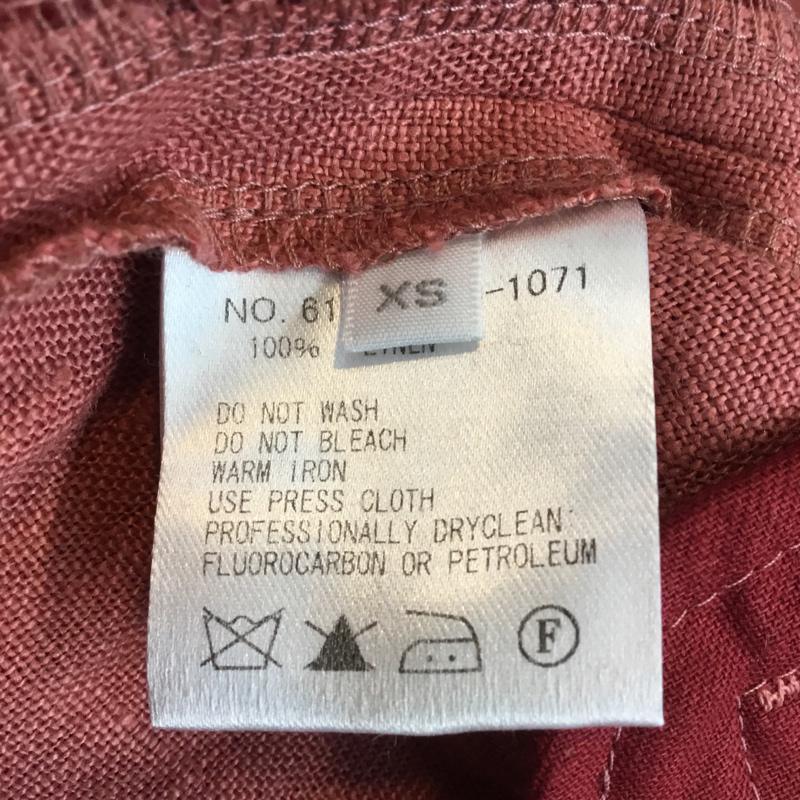 NO. 61
XS
-1071
100%
DO NOT WASH
DO NOT BLEACH
WARM IRON
USE PRESS CLOTH
PROFESSIONALLY DRYCLEAN
FLUOROCARBON OR PETROLEUM
F